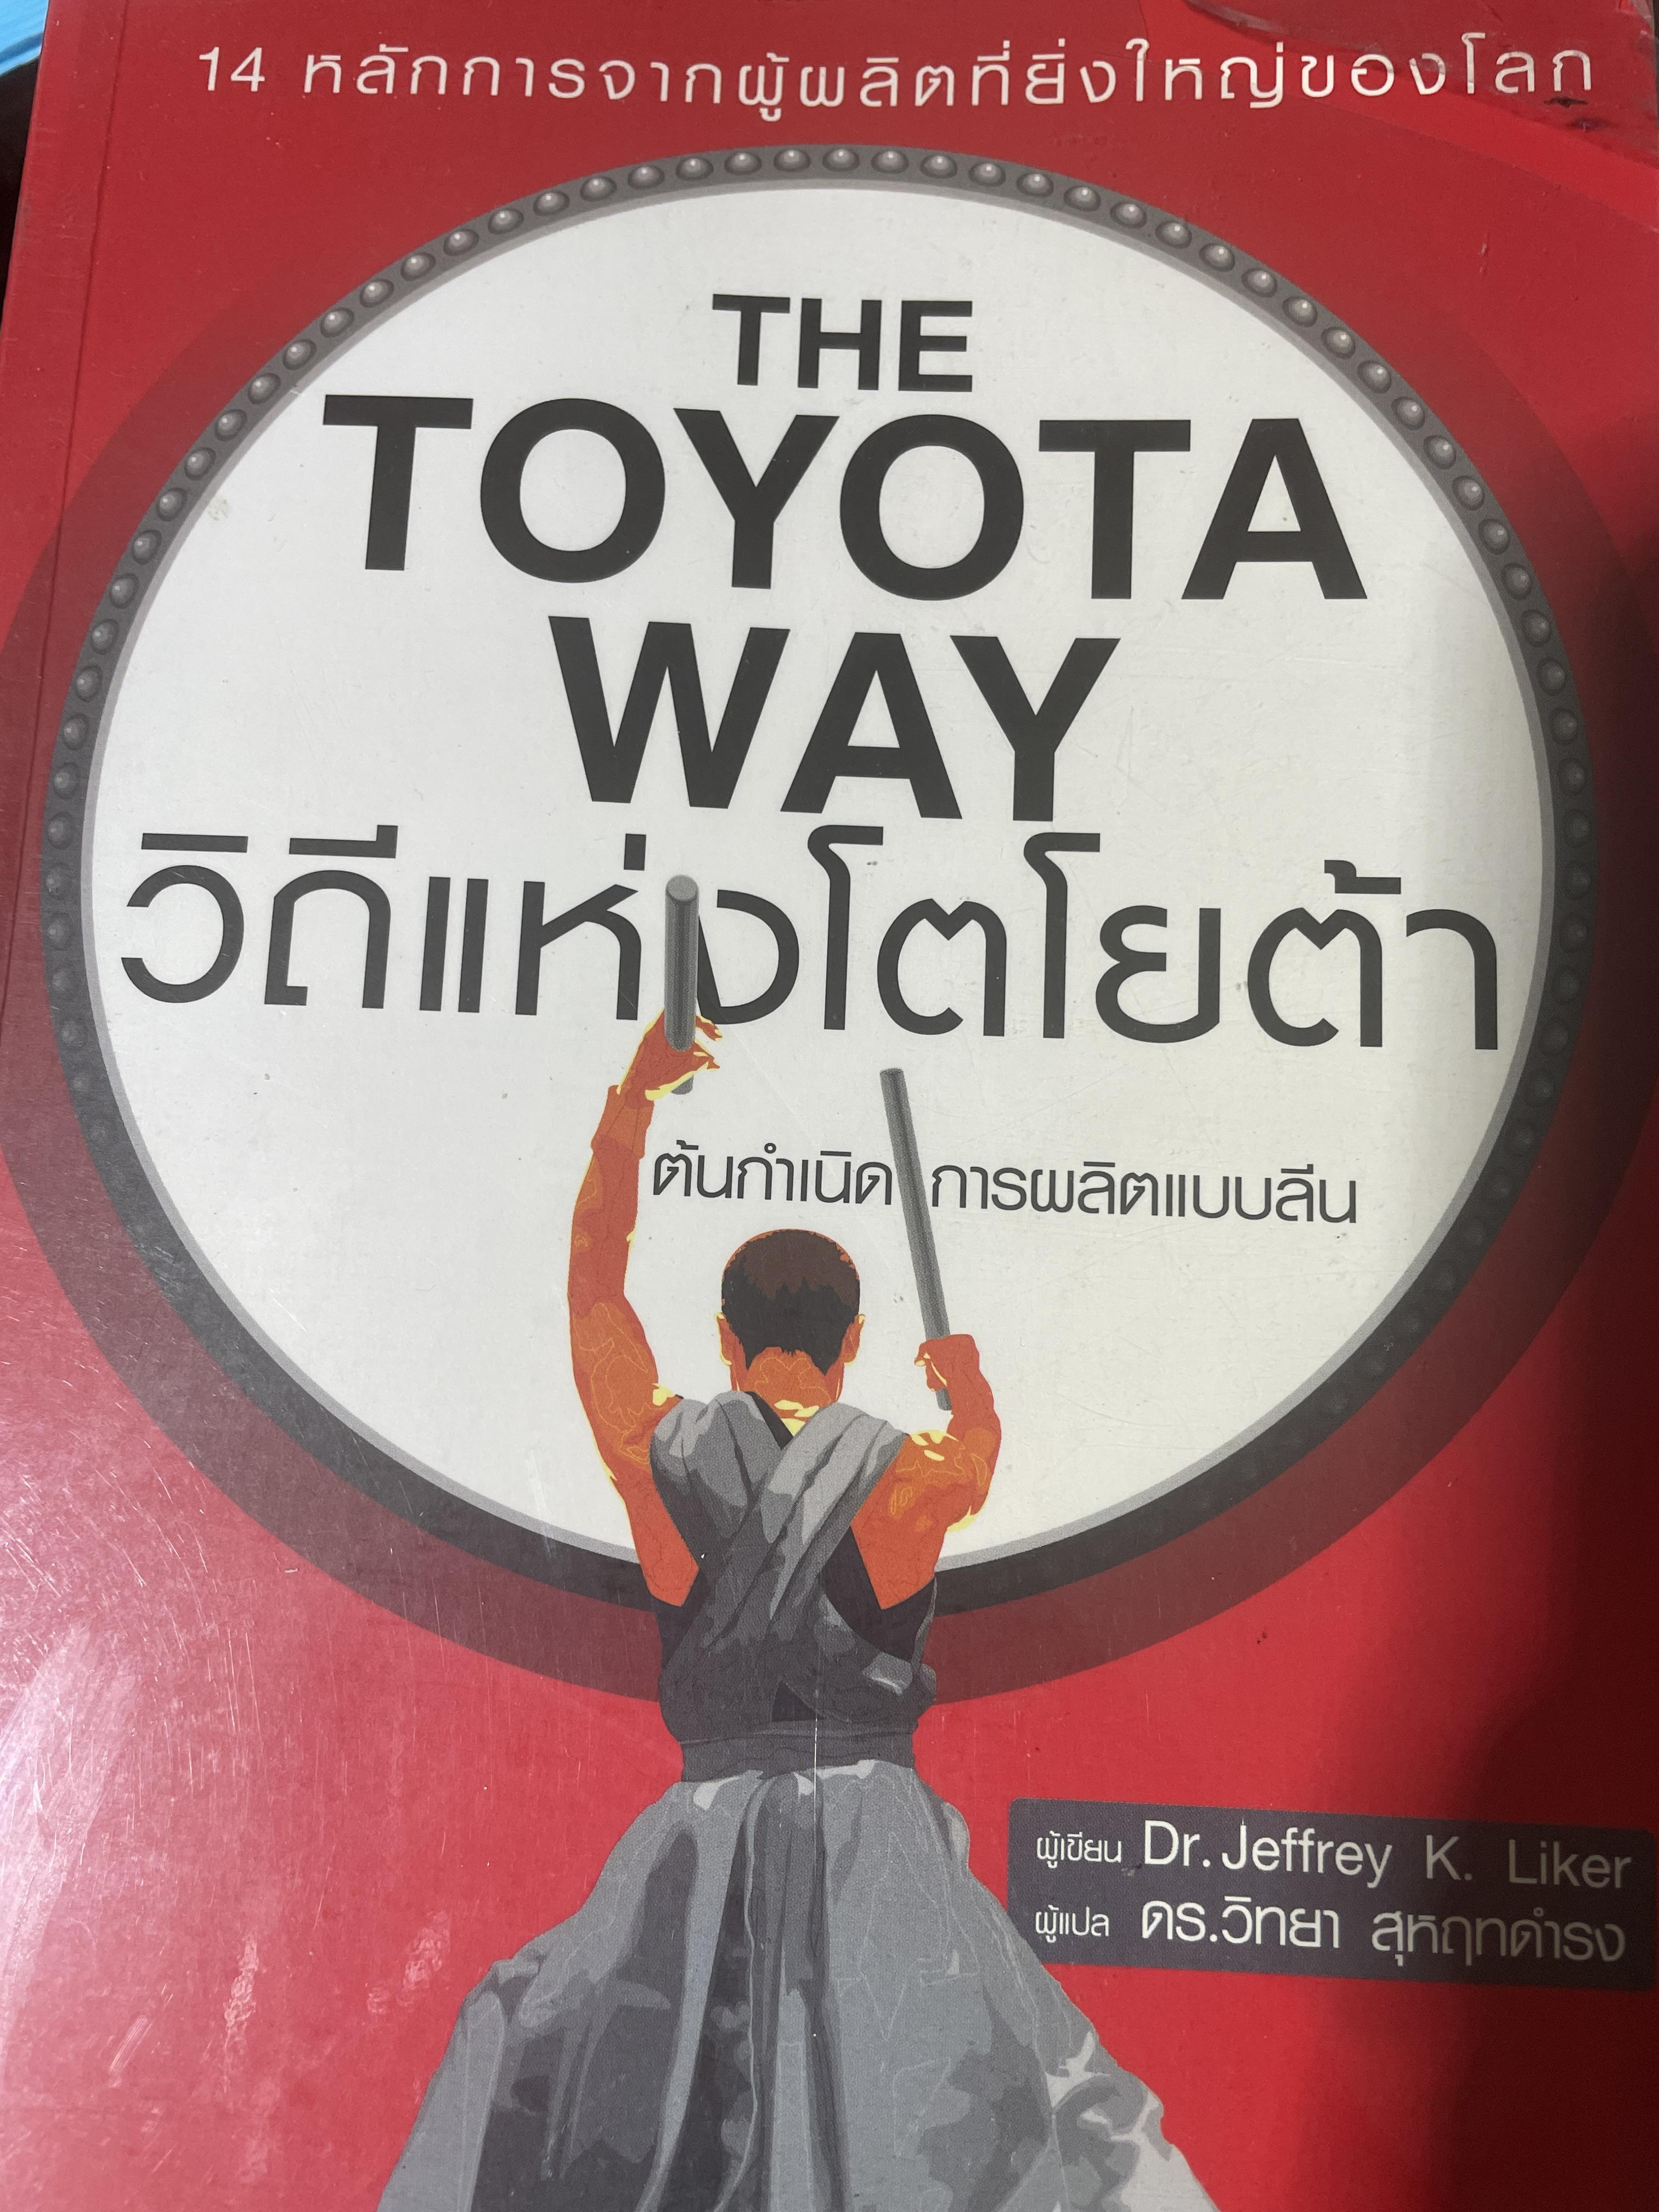 14 หลักการจากผู้ผลิตที่ยิ่งใหญ่ของโลก
THE
TOYOTA
WAY
วิถีแห่งโตโยต้า
ต้นกำเนิด การผลิตแบบลีน
ผู้เขียน Dr. Jeffrey K. Liker
ผู้แปล ดร.วิทยา สุหฤทดำรง